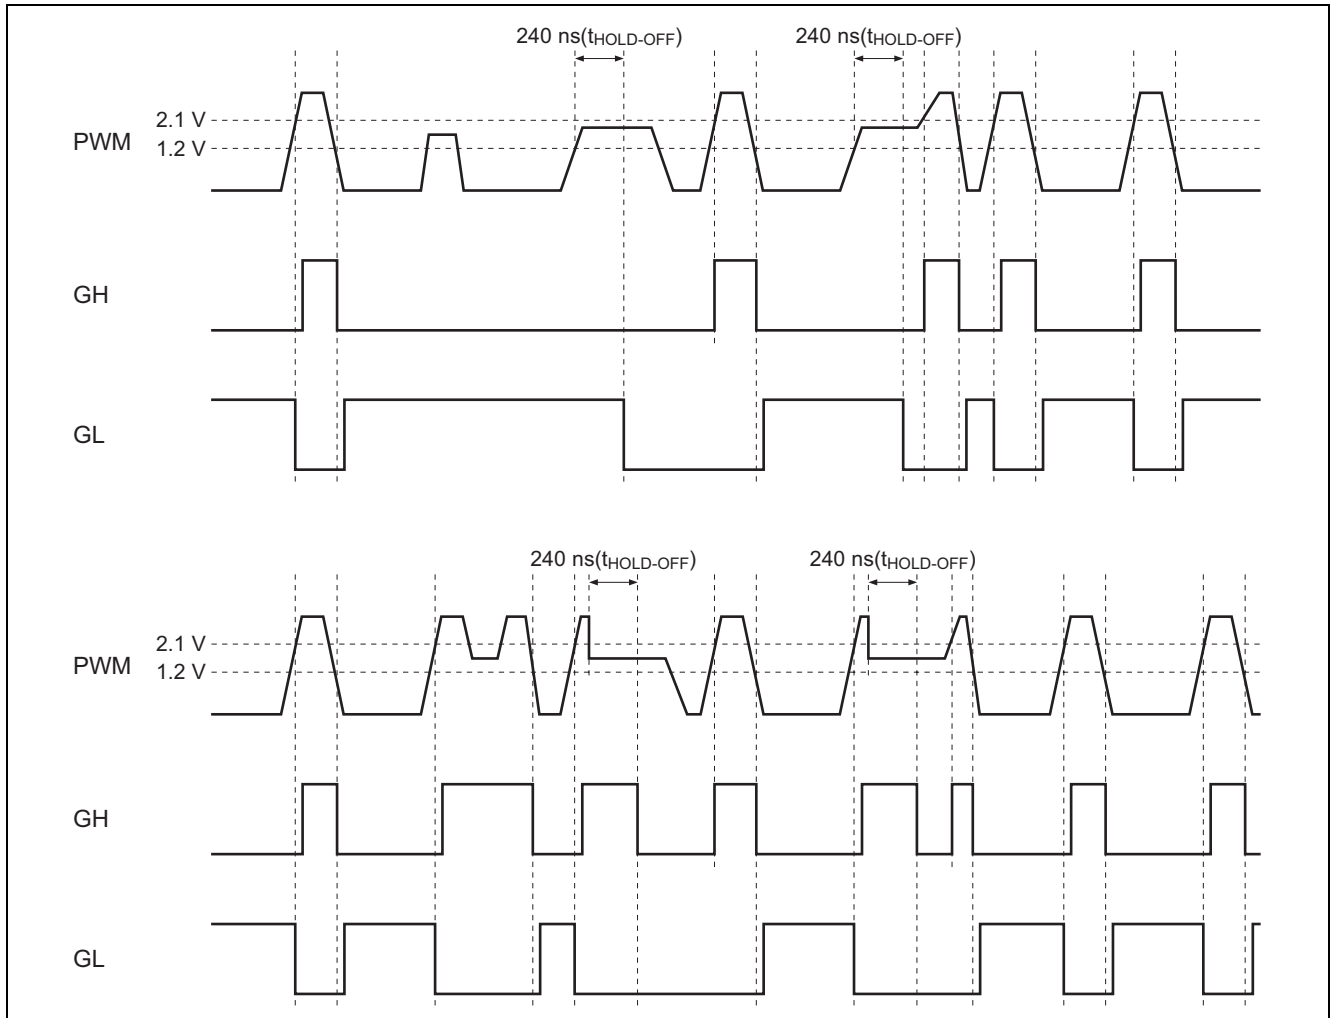 240 ns(tHOLD-OFF) 240 ns(tHOLD-OFF)
2.1 V
PWM
1.2 V
GH
GL
240 ns(tHOLD-OFF) 240 ns(tHOLD-OFF)
2.1 V
PWM
1.2 V
GH
GL